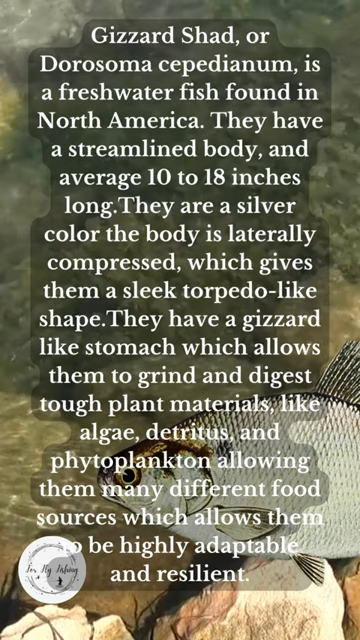 Gizzard Shad, or
Dorosoma cepedianum, is
a freshwater fish found in
North America. They have
a streamlined body, and
average 10 to 18 inches
long.They are a silver
color the body is laterally
compressed, which gives
them a sleek torpedo-like
shape.They have a gizzard
like stomach which allows
them to grind and digest
tough plant materials, like
algae, detritus, and
phytoplankton allowing
them many different food
sources which allows them
to be highly adaptable
and resilient.
For Fly Fishing